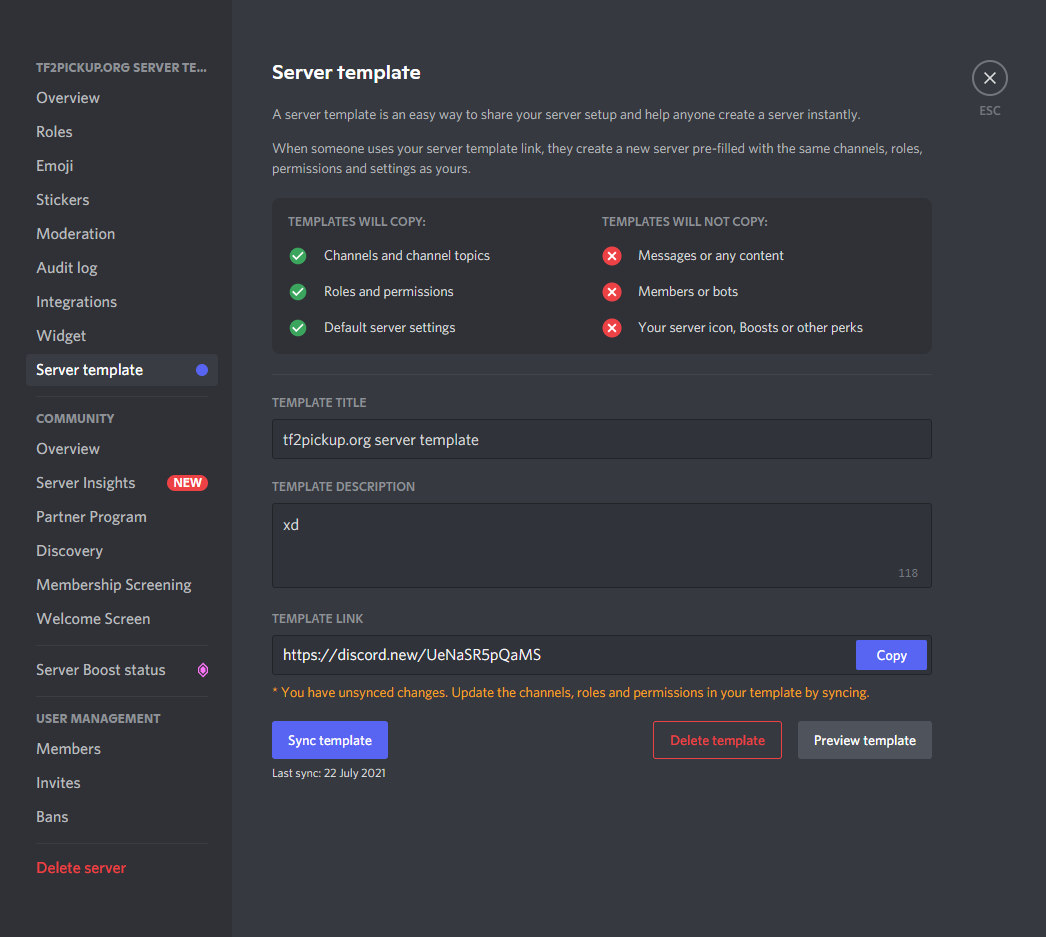 TF2PICKUP.ORG SERVER TE...
Overview
Roles
Emoji
Stickers
Moderation
Audit log
Integrations
Widget
Server template
COMMUNITY
Overview
Server Insights NEW
Partner Program
Discovery
Membership Screening
Welcome Screen
Server Boost status
USER MANAGEMENT
Members
Invites
Bans
Delete server
Server template
ESC
A server template is an easy way to share your server setup and help anyone create a server instantly.
When someone uses your server template link, they create a new server pre-filled with the same channels, roles,
permissions and settings as yours.
TEMPLATES WILL COPY:
Channels and channel topics
Roles and permissions
Default server settings
TEMPLATES WILL NOT COPY:
Messages or any content
Members or bots
Your server icon, Boosts or other perks
TEMPLATE TITLE
tf2pickup.org server template
TEMPLATE DESCRIPTION
xd
118
TEMPLATE LINK
https://discord.new/UeNaSR5pQaMS
Copy
* You have unsynced changes. Update the channels, roles and permissions in your template by syncing.
Sync template
Delete template
Preview template
Last sync: 22 July 2021